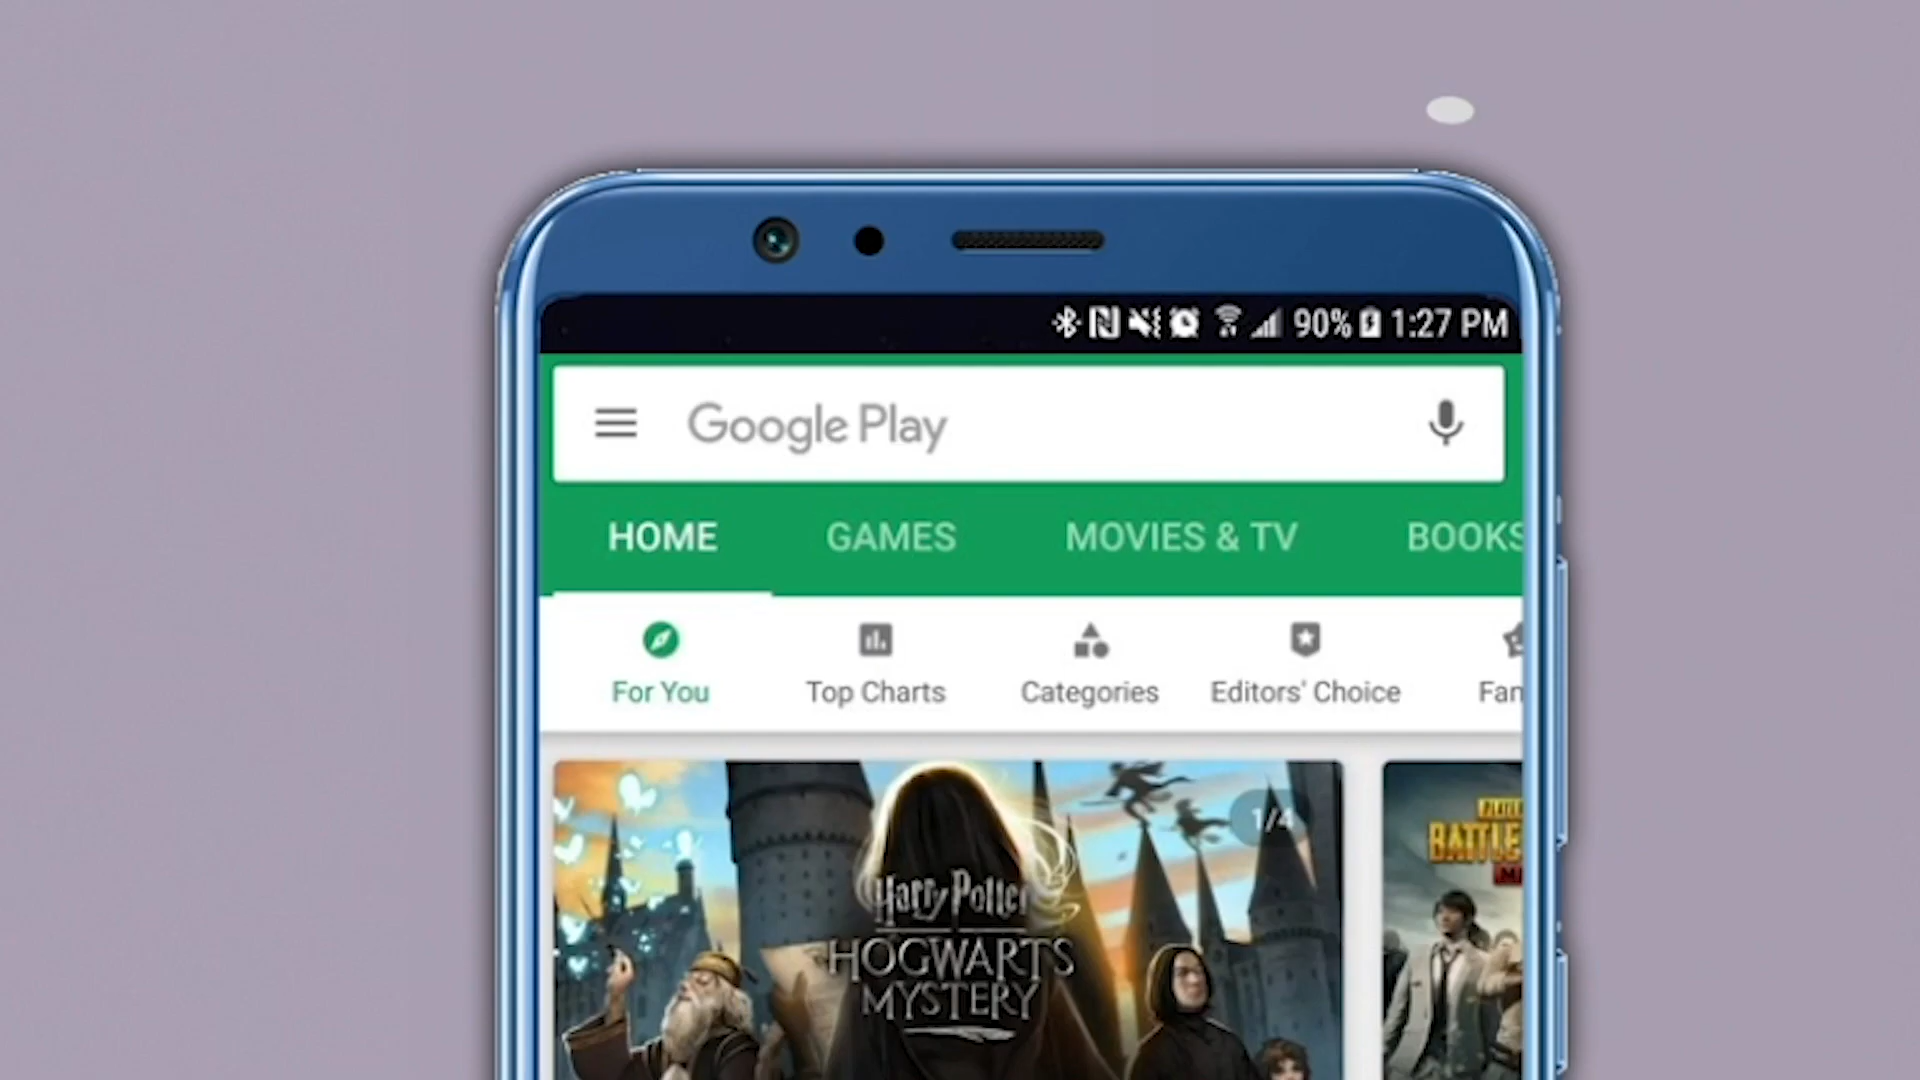 90% 1:27 PM
Google Play
HOME GAMES MOVIES & TV BOOKS
For You Top Charts Categories Editors' Choice Fan
1/4
Harry Potter
HOGWARTS
MYSTERY